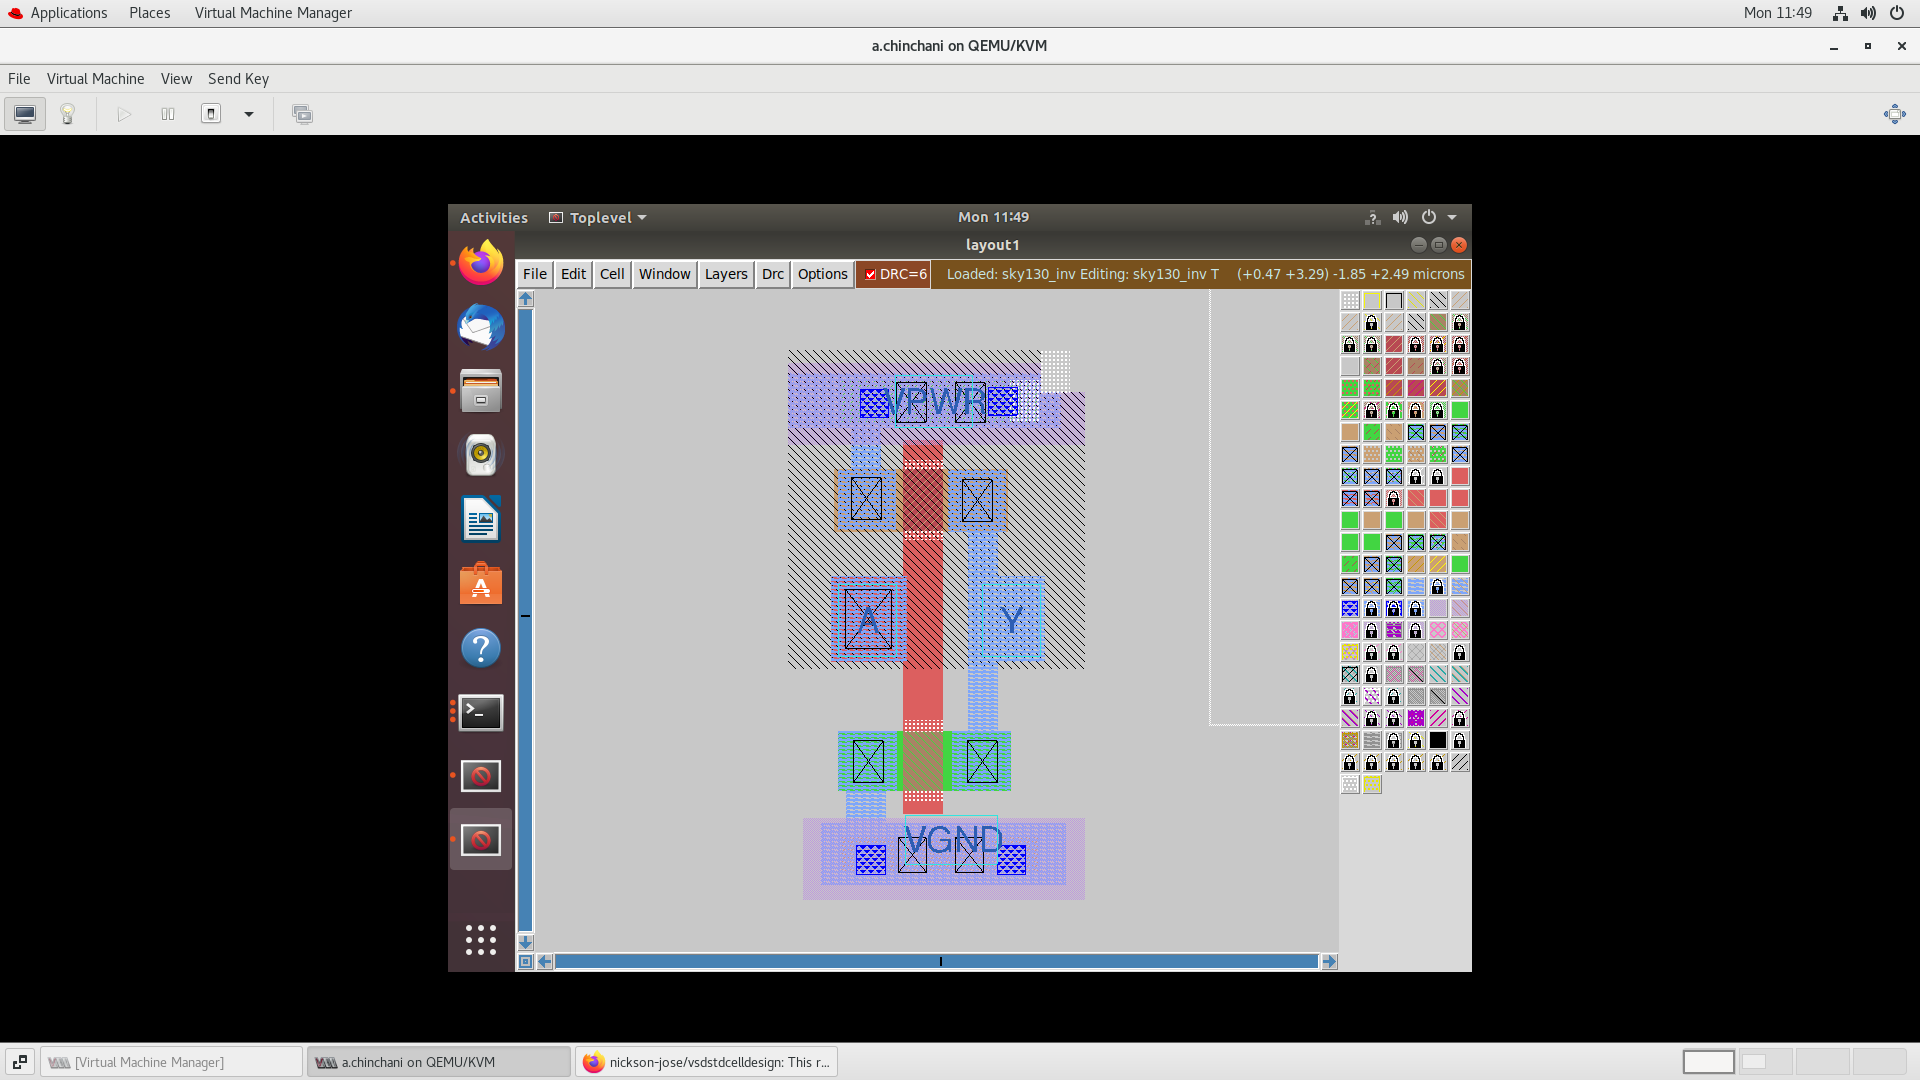 Applications Places Virtual Machine Manager Mon 11:49
a.chinchani on QEMU/KVM
File Virtual Machine View Send Key
Activities Toplevel Mon 11:49
layout1
File Edit Cell Window Layers Drc Options DRC=6 Loaded: sky130_inv Editing: sky130_inv T (+0.47 +3.29) -1.85 +2.49 microns
VPWR
A Y
VGND
[Virtual Machine Manager] a.chinchani on QEMU/KVM nickson-jose/vsdstdcelldesign: This r...